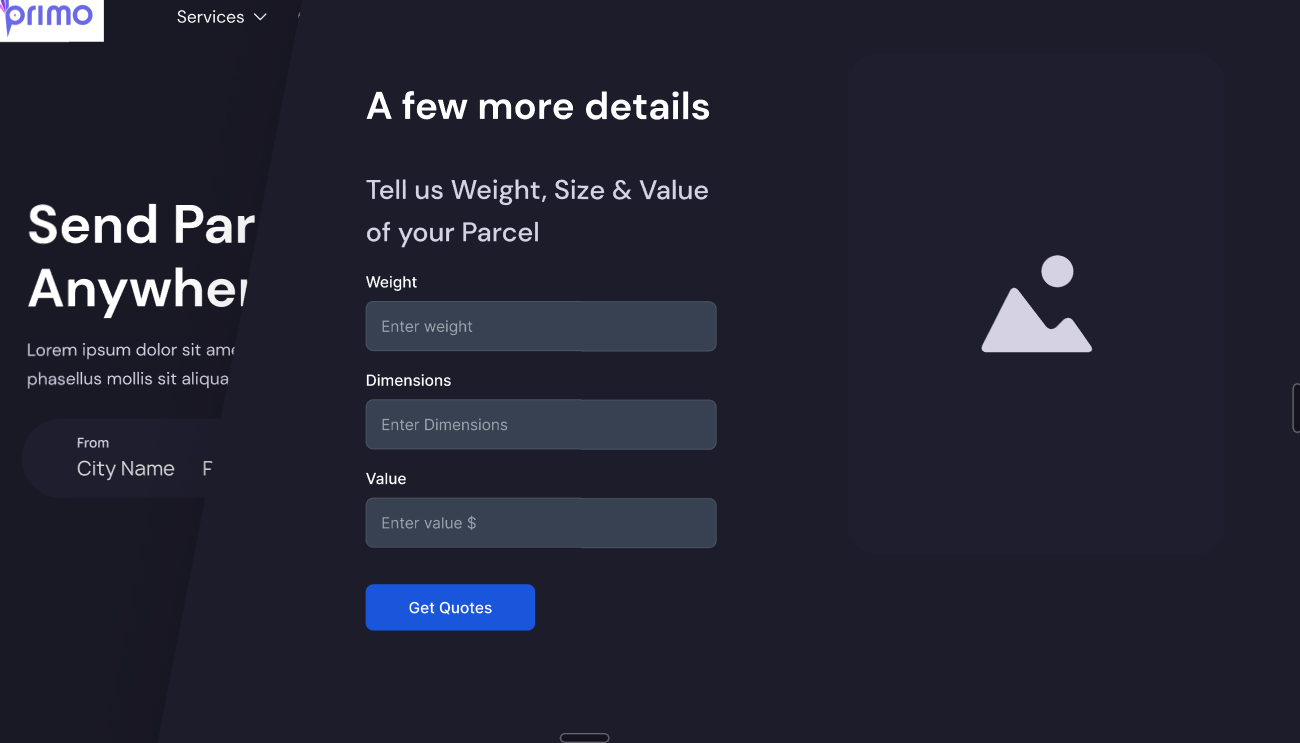 primo
Services
Send Par
Anywher
Lorem ipsum dolor sit ame
phasellus mollis sit aliqua
From
City Name F
A few more details
Tell us Weight, Size & Value
of your Parcel
Weight
Enter weight
Dimensions
Enter Dimensions
Value
Enter value $
Get Quotes